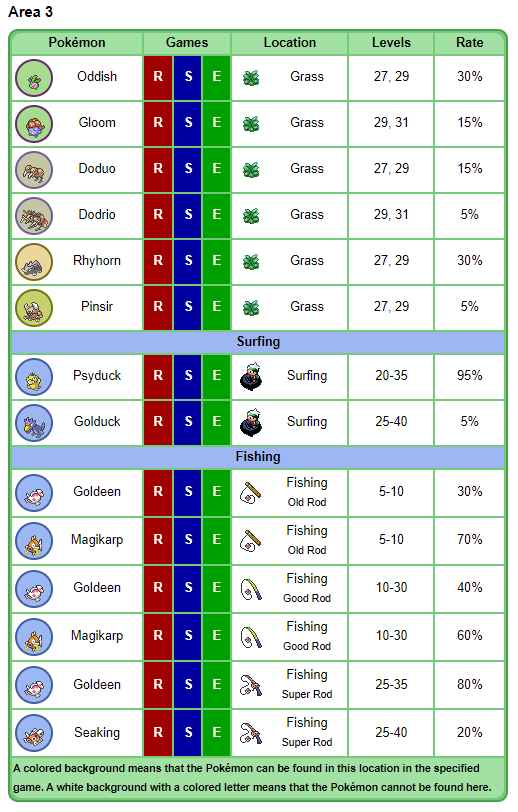 Area 3
Pokémon Games Location Levels Rate
Oddish R S E Grass 27, 29 30%
Gloom R S E Grass 29, 31 15%
Doduo R S E Grass 27, 29 15%
Dodrio R S E Grass 29, 31 5%
Rhyhorn R S E Grass 27, 29 30%
Pinsir R S E Grass 27, 29 5%
Surfing
Psyduck R S E Surfing 20-35 95%
Golduck R S E Surfing 25-40 5%
Fishing
Goldeen R S E Fishing 5-10 30%
Old Rod
Magikarp R S E Fishing 5-10 70%
Old Rod
Goldeen R S E Fishing 10-30 40%
Good Rod
Magikarp R S E Fishing 10-30 60%
Good Rod
Goldeen R S E Fishing 25-35 80%
Super Rod
Seaking R S E Fishing 25-40 20%
Super Rod
A colored background means that the Pokémon can be found in this location in the specified
game. A white background with a colored letter means that the Pokémon cannot be found here.